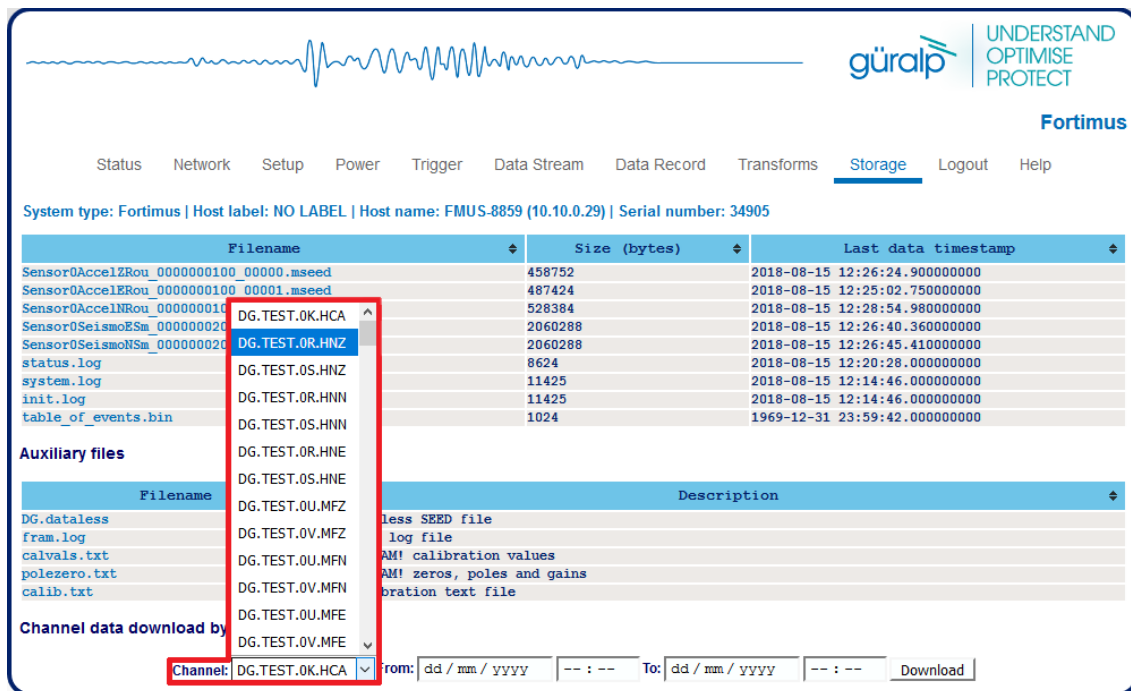 güralp
UNDERSTAND
OPTIMISE
PROTECT
Fortimus
Status Network Setup Power Trigger Data Stream Data Record Transforms Storage Logout Help
System type: Fortimus | Host label: NO LABEL | Host name: FMUS-8859 (10.10.0.29) | Serial number: 34905
Filename Size (bytes) Last data timestamp
Sensor0AccelZRou_0000000100_00000.mseed 458752 2018-08-15 12:26:24.900000000
Sensor0AccelERou_0000000100_00001.mseed 487424 2018-08-15 12:25:02.750000000
Sensor0AccelNRou_000000010 528384 2018-08-15 12:28:54.980000000
Sensor0SeismoESm_000000020 2060288 2018-08-15 12:26:40.360000000
Sensor0SeismoNSm_000000020 2060288 2018-08-15 12:26:45.410000000
status.log 8624 2018-08-15 12:20:28.000000000
system.log 11425 2018-08-15 12:14:46.000000000
init.log 11425 2018-08-15 12:14:46.000000000
table_of_events.bin 1024 1969-12-31 23:59:42.000000000
DG.TEST.0K.HCA
DG.TEST.0R.HNZ
DG.TEST.0S.HNZ
DG.TEST.0R.HNN
DG.TEST.0S.HNN
DG.TEST.0R.HNE
DG.TEST.0S.HNE
DG.TEST.0U.MFZ
DG.TEST.0V.MFZ
DG.TEST.0U.MFN
DG.TEST.0V.MFN
DG.TEST.0U.MFE
DG.TEST.0V.MFE
Auxiliary files
Filename Description
DG.dataless less SEED file
fram.log log file
calvals.txt AM! calibration values
polezero.txt AM! zeros, poles and gains
calib.txt bration text file
Channel data download by
Channel: DG.TEST.0K.HCA rom: dd / mm / yyyy -- : -- To: dd / mm / yyyy -- : -- Download